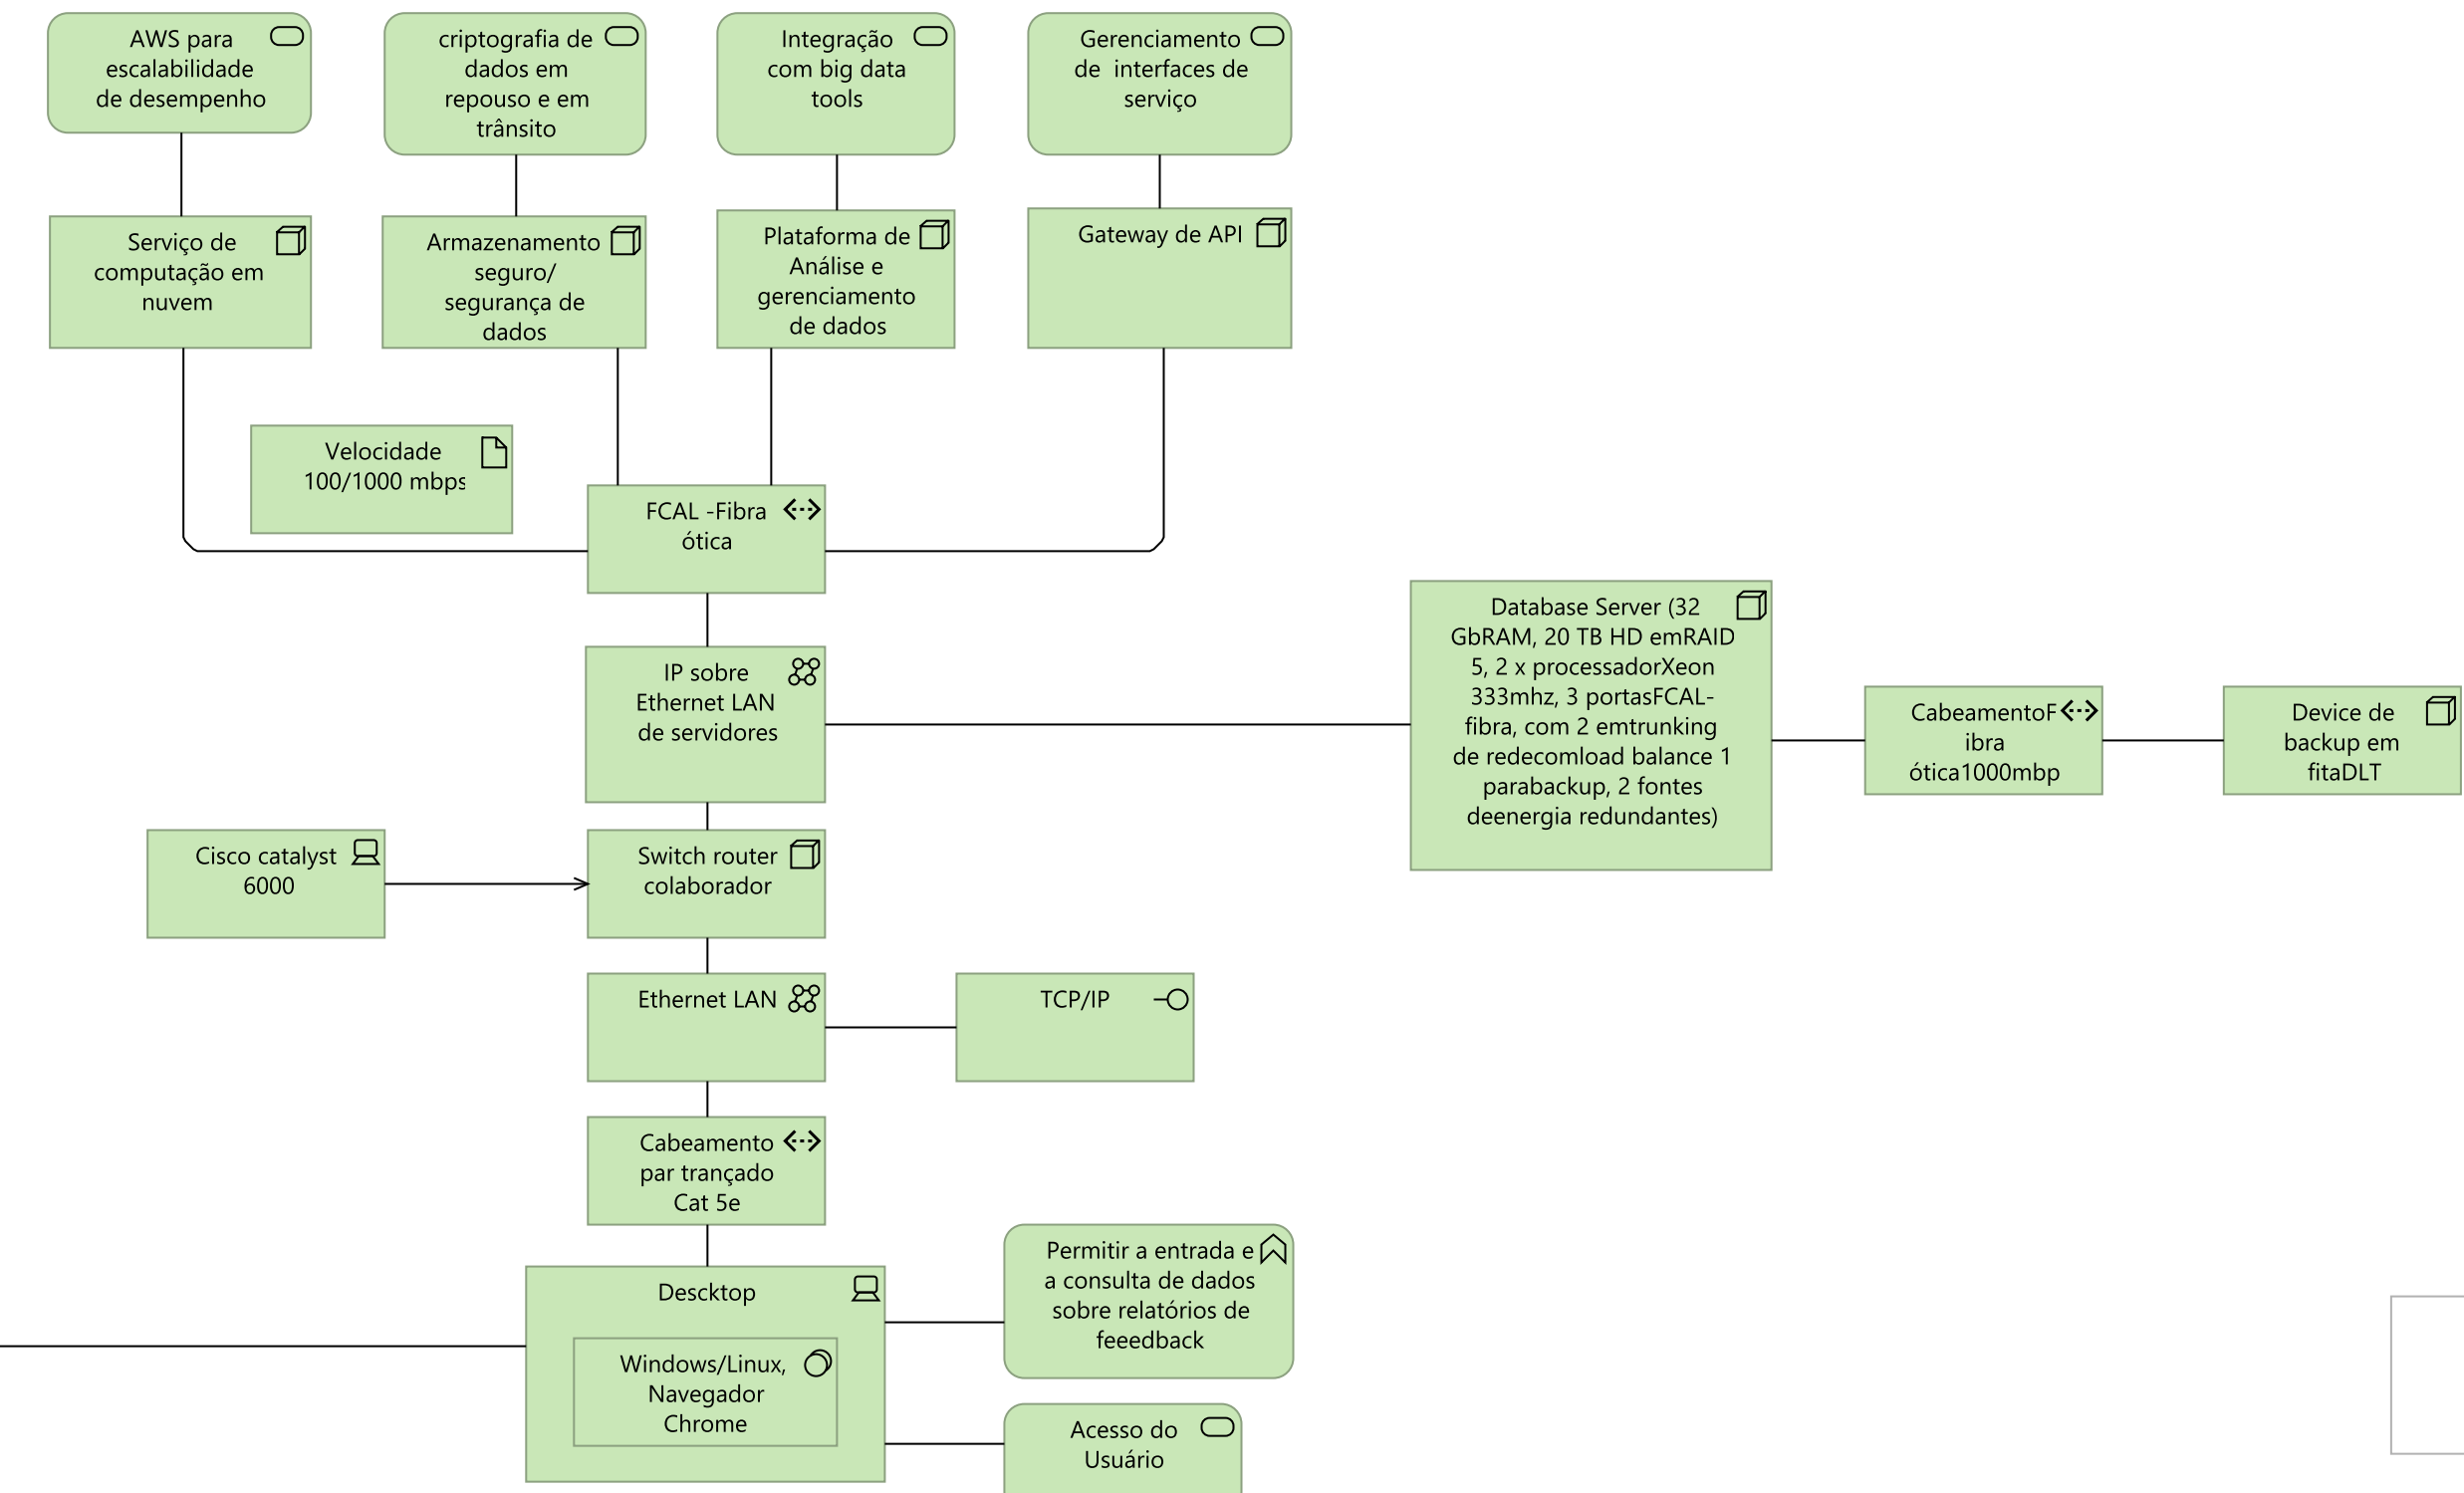 AWS para
escalabilidade
de desempenho
criptografia de
dados em
repouso e em
trânsito
Integração
com big data
tools
Gerenciamento
de  interfaces de
serviço
Serviço de
computação em
nuvem
Armazenamento
seguro/
segurança de
dados
Plataforma de
Análise e
gerenciamento
de dados
Gateway de API
Velocidade
100/1000 mbps
FCAL -Fibra
ótica
IP sobre
Ethernet LAN
de servidores
Database Server (32
GbRAM, 20 TB HD emRAID
5, 2 x processadorXeon
333mhz, 3 portasFCAL-
fibra, com 2 emtrunking
de redecomload balance 1
parabackup, 2 fontes
deenergia redundantes)
CabeamentoF
ibra
ótica1000mbp
Device de
backup em
fitaDLT
Cisco catalyst
6000
Switch router
colaborador
Ethernet LAN
TCP/IP
Cabeamento
par trançado
Cat 5e
Descktop
Windows/Linux,
Navegador
Chrome
Permitir a entrada e
a consulta de dados
sobre relatórios de
feeedback
Acesso do
Usuário